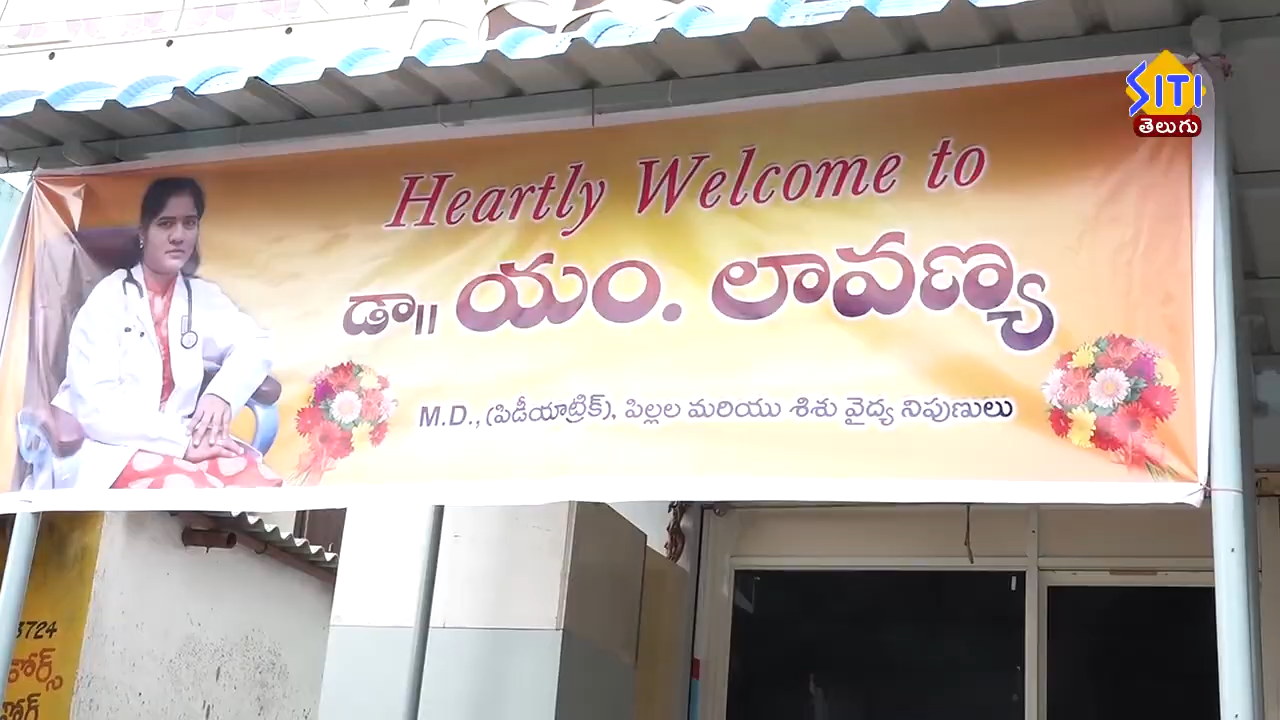 SITI
తెలుగు
Heartly Welcome to
డా॥ యం. లావణ్య
M.D., (పిడీయాట్రిక్), పిల్లల మరియు శిశు వైద్య నిపుణులు
3724